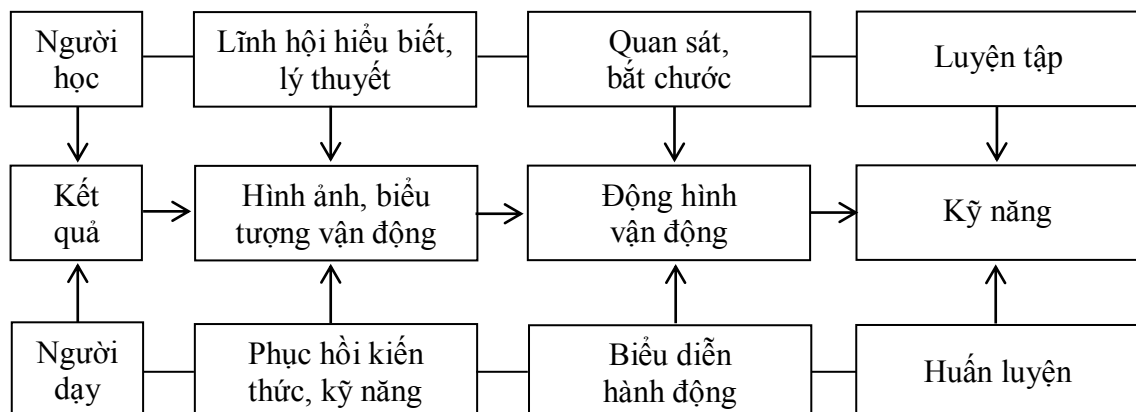 Người
học
Lĩnh hội hiểu biết,
lý thuyết
Quan sát,
bắt chước
Luyện tập
Kết
quả
Hình ảnh, biểu
tượng vận động
Động hình
vận động
Kỹ năng
Người
dạy
Phục hồi kiến
thức, kỹ năng
Biểu diễn
hành động
Huấn luyện